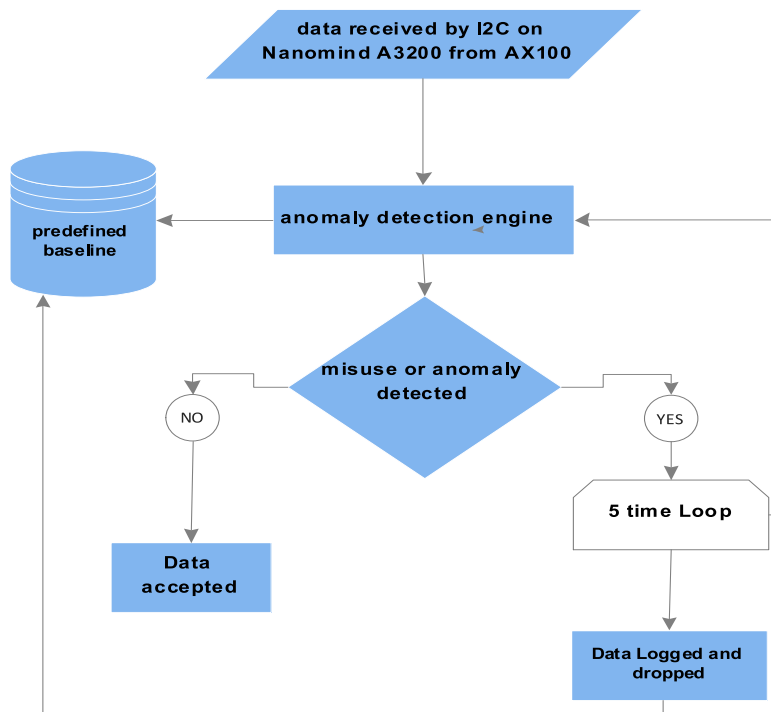 data received by I2C on
Nanomind A3200 from AX100
anomaly detection engine
predefined
baseline
misuse or anomaly
detected
NO
YES
5 time Loop
Data
accepted
Data Logged and
dropped